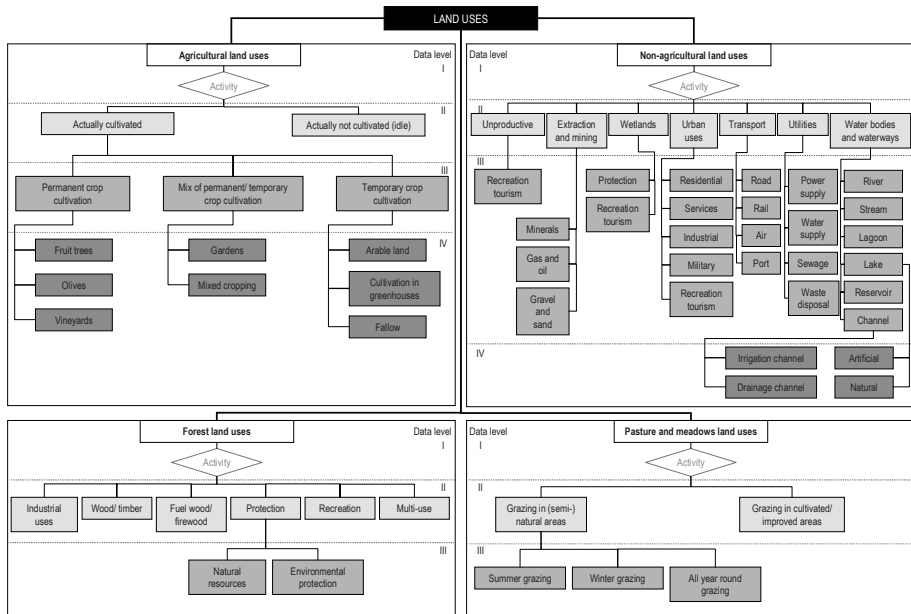 LAND USES
Agricultural land uses
Data level
I
Activity
II
Actually cultivated
Actually not cultivated (idle)
III
Permanent crop
cultivation
Mix of permanent/ temporary
crop cultivation
Temporary crop
cultivation
IV
Fruit trees
Gardens
Arable land
Olives
Mixed cropping
Cultivation in
greenhouses
Vineyards
Fallow
Data level
Non-agricultural land uses
I
Activity
II
Unproductive
Extraction
and mining
Wetlands
Urban
uses
Transport
Utilities
Water bodies
and waterways
III
Recreation
tourism
Minerals
Gas and
oil
Gravel
and
sand
Protection
Recreation
tourism
Residential
Services
Industrial
Military
Recreation
tourism
Road
Rail
Air
Port
Power
supply
Water
supply
Sewage
Waste
disposal
River
Stream
Lagoon
Lake
Reservoir
Channel
IV
Irrigation channel
Artificial
Drainage channel
Natural
Forest land uses
Data level
I
Activity
II
Industrial
uses
Wood/ timber
Fuel wood/
firewood
Protection
Recreation
Multi-use
III
Natural
resources
Environmental
protection
Data level
Pasture and meadows land uses
I
Activity
II
Grazing in (semi-)
natural areas
Grazing in cultivated/
improved areas
III
Summer grazing
Winter grazing
All year round
grazing